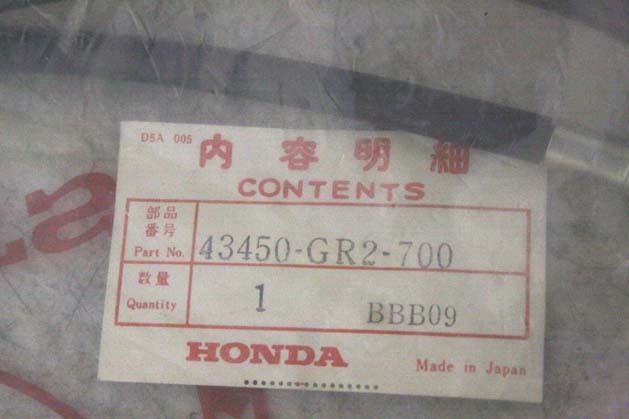 D5A 005
内容明細
CONTENTS
部品
番号
Part No. 43450-GR2-700
数量
Quantity 1 BBB09
HONDA
Made in Japan